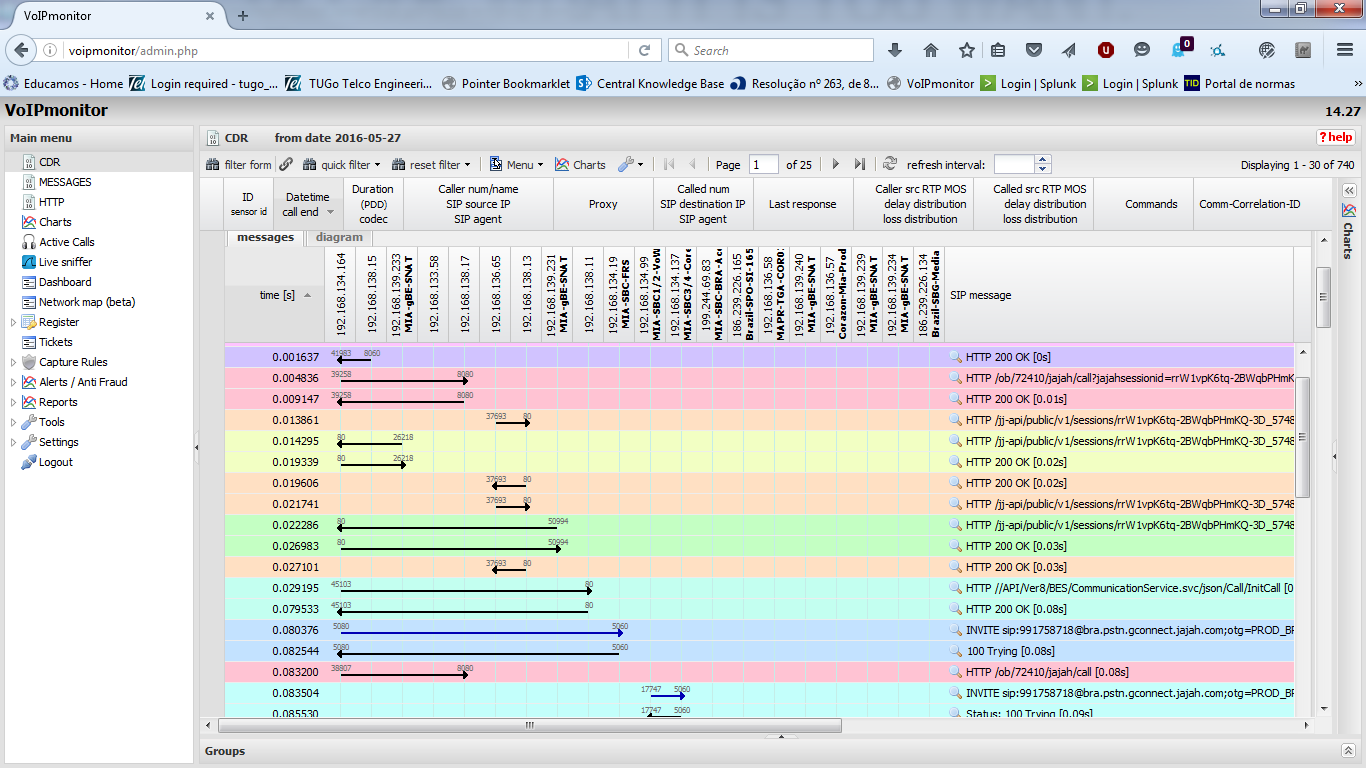 VoIPmonitor
voipmonitor/admin.php
Search
0
Educamos - Home
Login required - tugo_...
TUGo Telco Engineeri...
Pointer Bookmarklet
Central Knowledge Base
Resolução nº 263, de 8...
VoIPmonitor
Login | Splunk
Login | Splunk
TID
Portal de normas
VoIPmonitor
14.27
Main menu
CDR
MESSAGES
HTTP
Charts
Active Calls
Live sniffer
Dashboard
Network map (beta)
Register
Tickets
Capture Rules
Alerts / Anti Fraud
Reports
Tools
Settings
Logout
CDR from date 2016-05-27
? help
filter form
quick filter
reset filter
Menu
Charts
Page 1 of 25
refresh interval:
Displaying 1 - 30 of 740
ID
sensor id
Datetime
call end
Duration
(PDD)
codec
Caller num/name
SIP source IP
SIP agent
Proxy
Called num
SIP destination IP
SIP agent
Last response
Caller src RTP MOS
delay distribution
loss distribution
Called src RTP MOS
delay distribution
loss distribution
Commands
Comm-Correlation-ID
Charts
messages
diagram
time [s]
192.168.134.164
192.168.138.15
192.168.139.233
MIA-gBE-SNAT
192.168.133.58
192.168.138.17
192.168.136.65
192.168.138.13
192.168.139.231
MIA-gBE-SNAT
192.168.138.11
192.168.134.19
MIA-SBC-FRS
192.168.134.99
MIA-SBC1/2-VoW
192.168.134.137
MIA-SBC3/4-Core
199.244.69.83
MIA-SBC-BRA-Acc
186.239.226.165
Brazil-SPO-SI-165
192.168.136.58
MAPR-TGA-COR02
192.168.139.240
MIA-gBE-SNAT
192.168.136.57
Corazon-Mia-Prod
192.168.139.239
MIA-gBE-SNAT
192.168.139.234
MIA-gBE-SNAT
186.239.226.134
Brazil-SBG-Media
SIP message
0.001637 41983 8060 HTTP 200 OK [0s]
0.004836 39258 8080 HTTP /ob/72410/jajah/call?jajahsessionid=rrW1vpK6tq-2BWqbPHmK
0.009147 39258 8080 HTTP 200 OK [0.01s]
0.013861 37693 80 HTTP /jj-api/public/v1/sessions/rrW1vpK6tq-2BWqbPHmKQ-3D_5748
0.014295 80 26218 HTTP /jj-api/public/v1/sessions/rrW1vpK6tq-2BWqbPHmKQ-3D_5748
0.019339 80 26218 HTTP 200 OK [0.02s]
0.019606 37693 80 HTTP 200 OK [0.02s]
0.021741 37693 80 HTTP /jj-api/public/v1/sessions/rrW1vpK6tq-2BWqbPHmKQ-3D_5748
0.022286 80 50994 HTTP /jj-api/public/v1/sessions/rrW1vpK6tq-2BWqbPHmKQ-3D_5748
0.026983 80 50994 HTTP 200 OK [0.03s]
0.027101 37693 80 HTTP 200 OK [0.03s]
0.029195 45103 80 HTTP //API/Ver8/BES/CommunicationService.svc/json/Call/InitCall [0
0.079533 45103 80 HTTP 200 OK [0.08s]
0.080376 5080 5060 INVITE sip:991758718@bra.pstn.gconnect.jajah.com;otg=PROD_BF
0.082544 5080 5060 100 Trying [0.08s]
0.083200 38807 8080 HTTP /ob/72410/jajah/call [0.08s]
0.083504 17747 5060 INVITE sip:991758718@bra.pstn.gconnect.jajah.com;otg=PROD_BF
0.085530 17747 5060 Status: 100 Trying [0.09s]
Groups